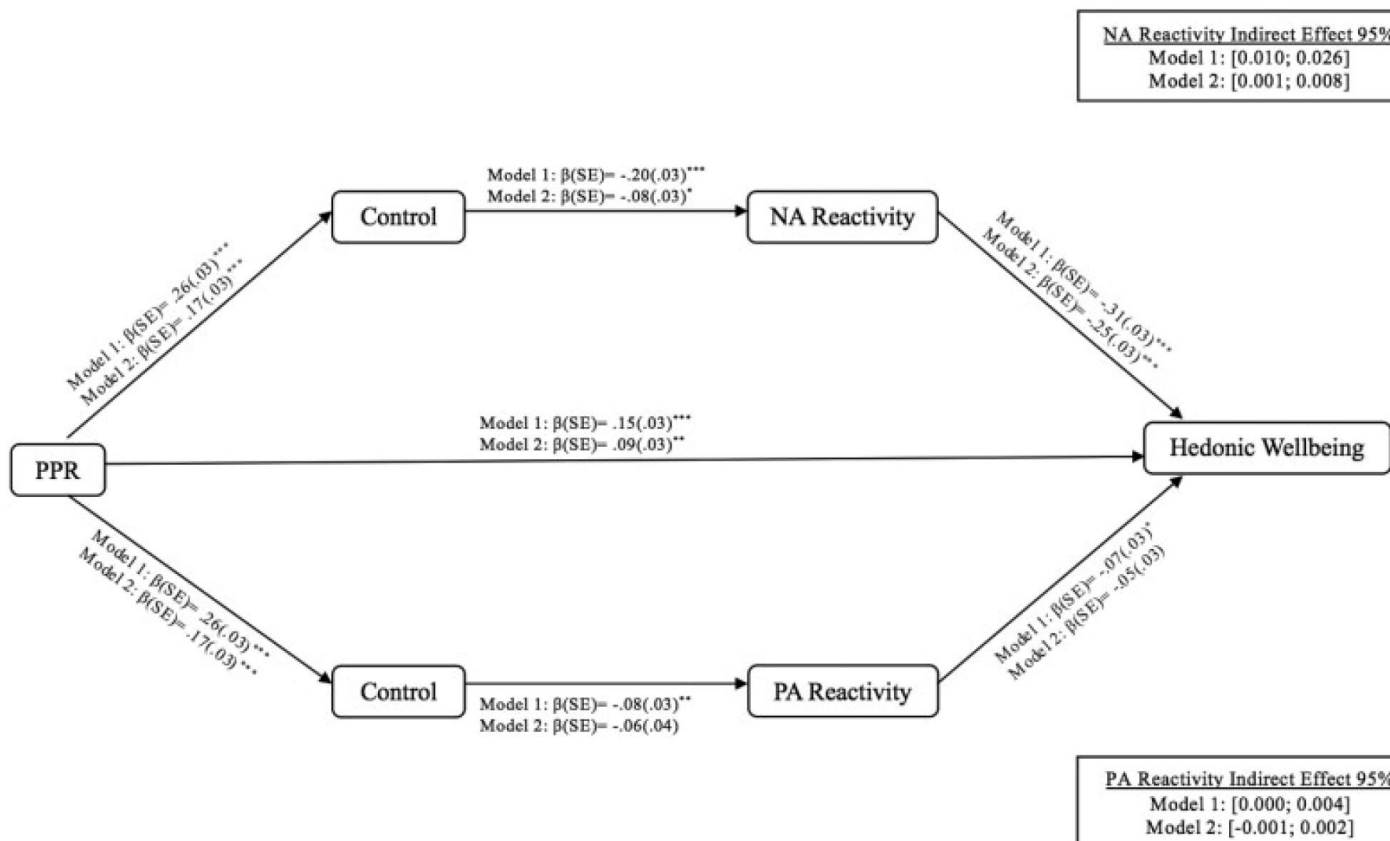 NA Reactivity Indirect Effect 95%
Model 1: [0.010; 0.026]
Model 2: [0.001; 0.008]
Model 1: β(SE)= -.20(.03)***
Model 2: β(SE)= -.08(.03)*
Control
NA Reactivity
Model 1: β(SE)= .26(.03)***
Model 2: β(SE)= .17(.03)***
Model 1: β(SE)= -.31(.03)***
Model 2: β(SE)= -.25(.03)***
Model 1: β(SE)= .15(.03)***
Model 2: β(SE)= .09(.03)**
PPR
Hedonic Wellbeing
Model 1: β(SE)= .26(.03)***
Model 2: β(SE)= .17(.03)***
Model 1: β(SE)= -.07(.03)*
Model 2: β(SE)= -.05(.03)
Control
PA Reactivity
Model 1: β(SE)= -.08(.03)**
Model 2: β(SE)= -.06(.04)
PA Reactivity Indirect Effect 95%
Model 1: [0.000; 0.004]
Model 2: [-0.001; 0.002]